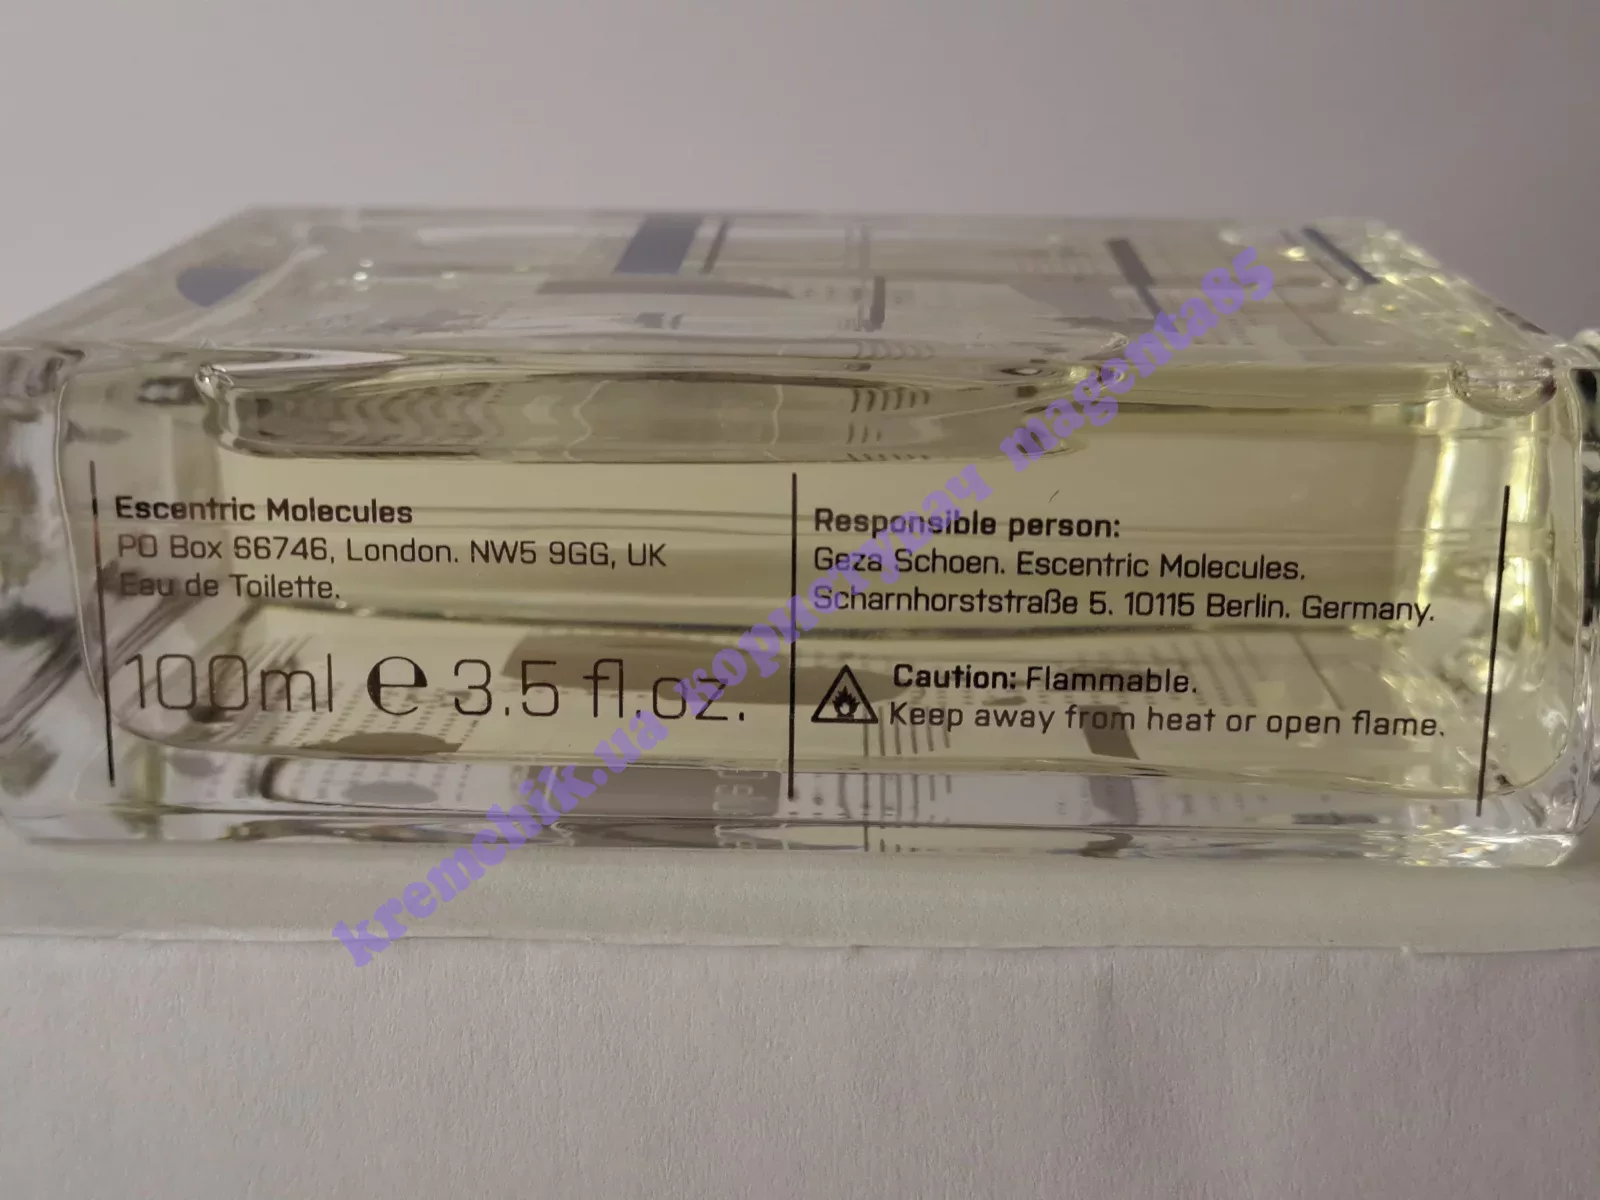 Escentric Molecules
PO Box 66746, London. NW5 9GG, UK
Eau de Toilette.
100ml ℮ 3.5 fl.oz.
Responsible person:
Geza Schoen. Escentric Molecules.
Scharnhorststraße 5. 10115 Berlin. Germany.
Caution: Flammable.
Keep away from heat or open flame.
kremchik.ua користувач magenta85